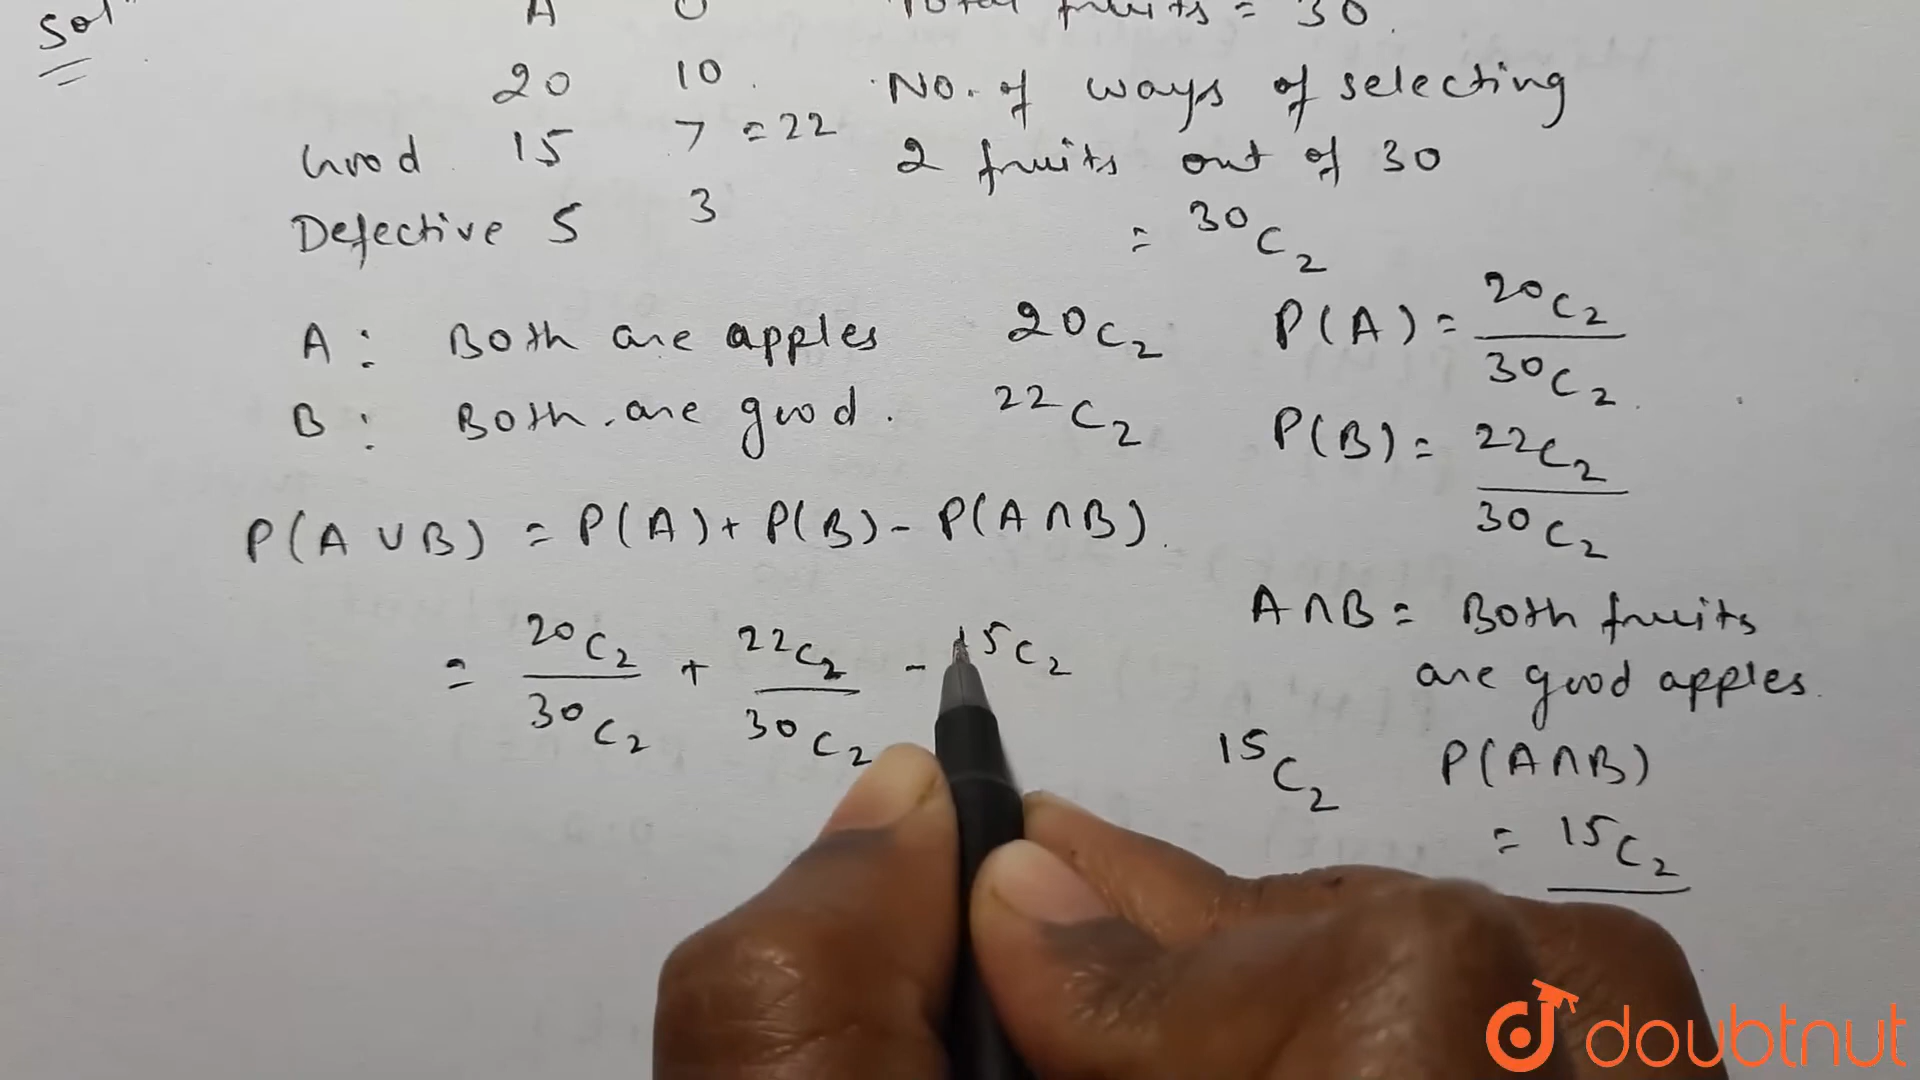 Sol
A O Total fruits = 30.
20 10. No. of ways of selecting
Good 15 7 = 22 2 fruits out of 30
Defective 5 3 = 30C2
A : Both are apples 20C2 P(A) = 20C2 / 30C2.
B : Both are good. 22C2 P(B) = 22C2 / 30C2
P(A ∪ B) = P(A) + P(B) - P(A ∩ B).
= 20C2 / 30C2 + 22C2 / 30C2 - 15C2
A ∩ B = Both fruits
are good apples.
15C2 P(A ∩ B)
= 15C2
doubtnut